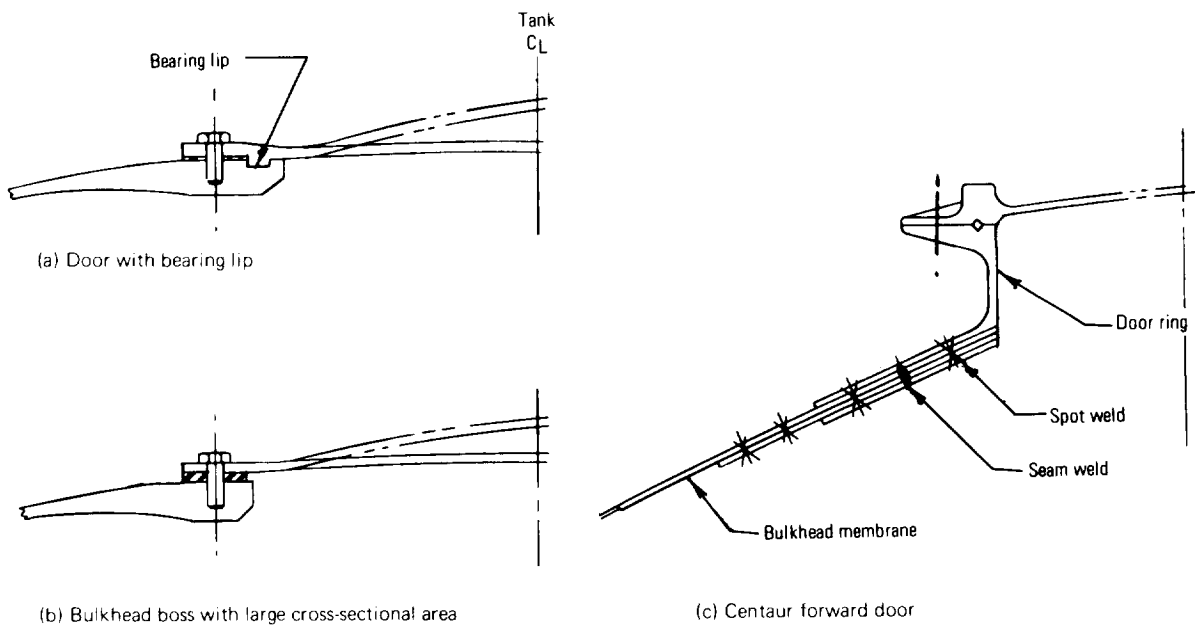 Tank
CL
Bearing lip
(a) Door with bearing lip
Door ring
Spot weld
Seam weld
Bulkhead membrane
(b) Bulkhead boss with large cross-sectional area
(c) Centaur forward door